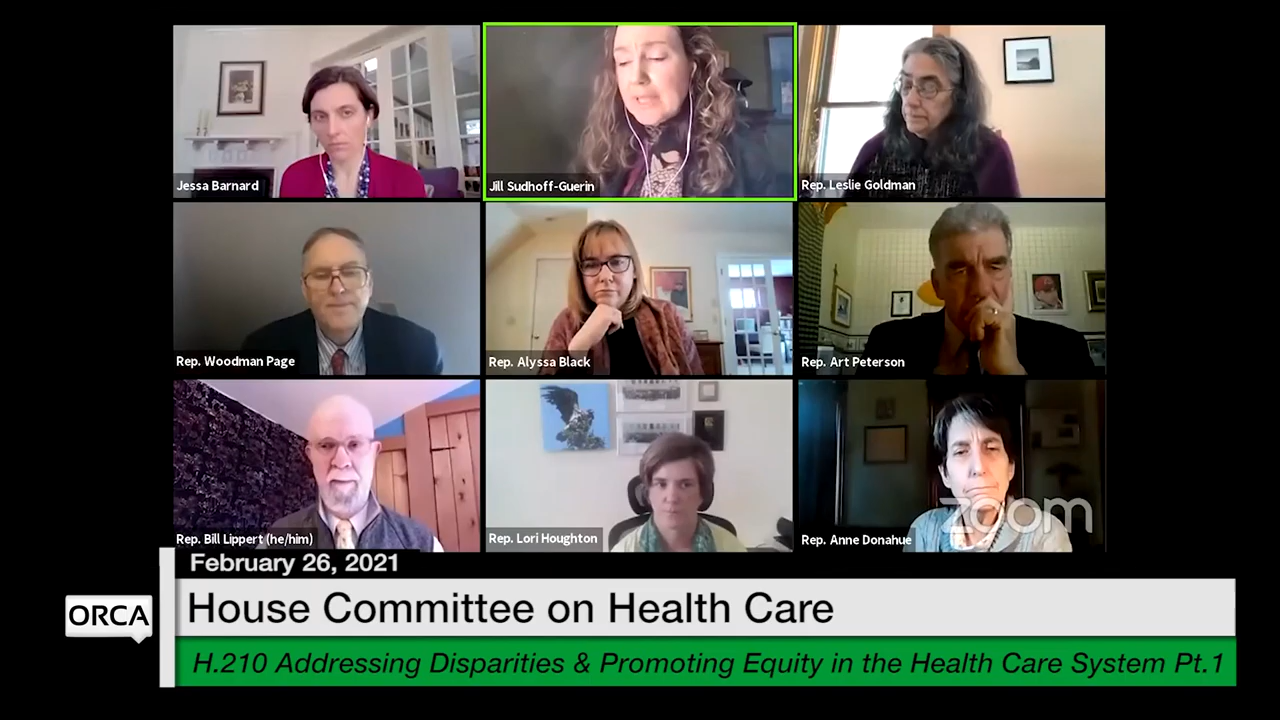 Jessa Barnard
Jill Sudhoff-Guerin
Rep. Leslie Goldman
Rep. Woodman Page
Rep. Alyssa Black
Rep. Art Peterson
Rep. Bill Lippert (he/him)
Rep. Lori Houghton
Rep. Anne Donahue
zoom
February 26, 2021
ORCA
House Committee on Health Care
H.210 Addressing Disparities & Promoting Equity in the Health Care System Pt.1